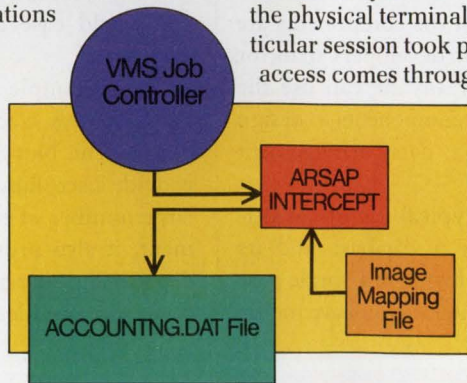 ations
the physical terminal
ticular session took p
access comes throug
VMS Job
Controller
ARSAP
INTERCEPT
Image
Mapping
File
ACCOUNTNG.DAT File